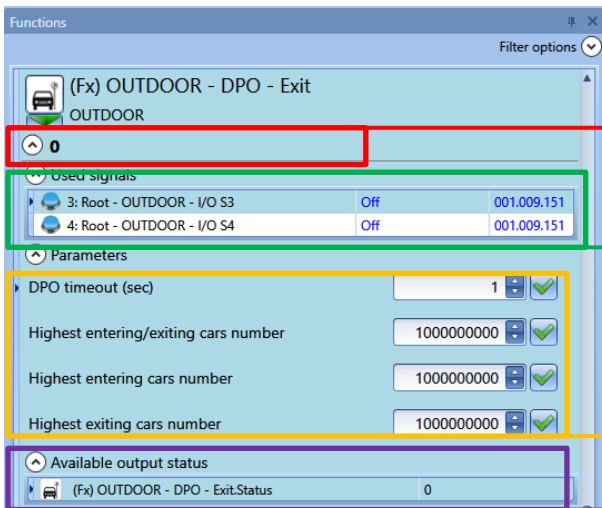 Functions
Filter options
(Fx) OUTDOOR - DPO - Exit
OUTDOOR
0
Used signals
3: Root - OUTDOOR - I/O S3 Off 001.009.151
4: Root - OUTDOOR - I/O S4 Off 001.009.151
Parameters
DPO timeout (sec) 1
Highest entering/exiting cars number 1000000000
Highest entering cars number 1000000000
Highest exiting cars number 1000000000
Available output status
(Fx) OUTDOOR - DPO - Exit.Status 0